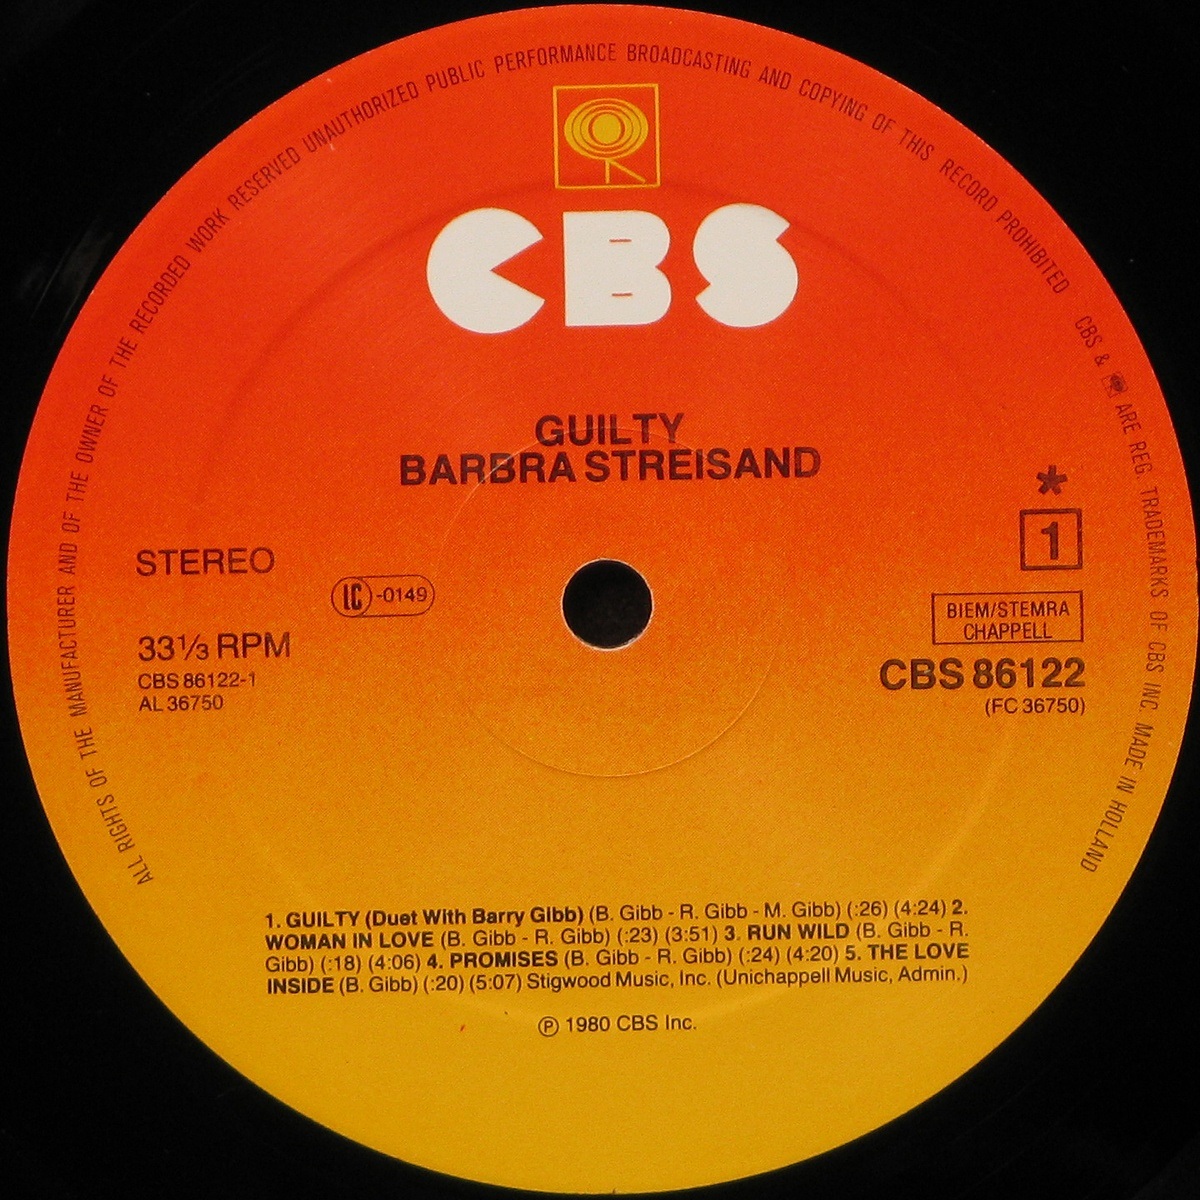 ALL RIGHTS OF THE MANUFACTURER AND OF THE OWNER OF THE RECORDED WORK RESERVED UNAUTHORIZED PUBLIC PERFORMANCE BROADCASTING AND COPYING OF THIS RECORD PROHIBITED CBS & ARE REG. TRADEMARKS OF CBS INC. MADE IN HOLLAND
CBS
GUILTY
BARBRA STREISAND
STEREO
LC -0149
33⅓ RPM
CBS 86122-1
AL 36750
*
1
BIEM/STEMRA
CHAPPELL
CBS 86122
(FC 36750)
1. GUILTY (Duet With Barry Gibb) (B. Gibb - R. Gibb - M. Gibb) (:26) (4:24) 2.
WOMAN IN LOVE (B. Gibb - R. Gibb) (:23) (3:51) 3. RUN WILD (B. Gibb - R.
Gibb) (:18) (4:06) 4. PROMISES (B. Gibb - R. Gibb) (:24) (4:20) 5. THE LOVE
INSIDE (B. Gibb) (:20) (5:07) Stigwood Music, Inc. (Unichappell Music, Admin.)
℗ 1980 CBS Inc.